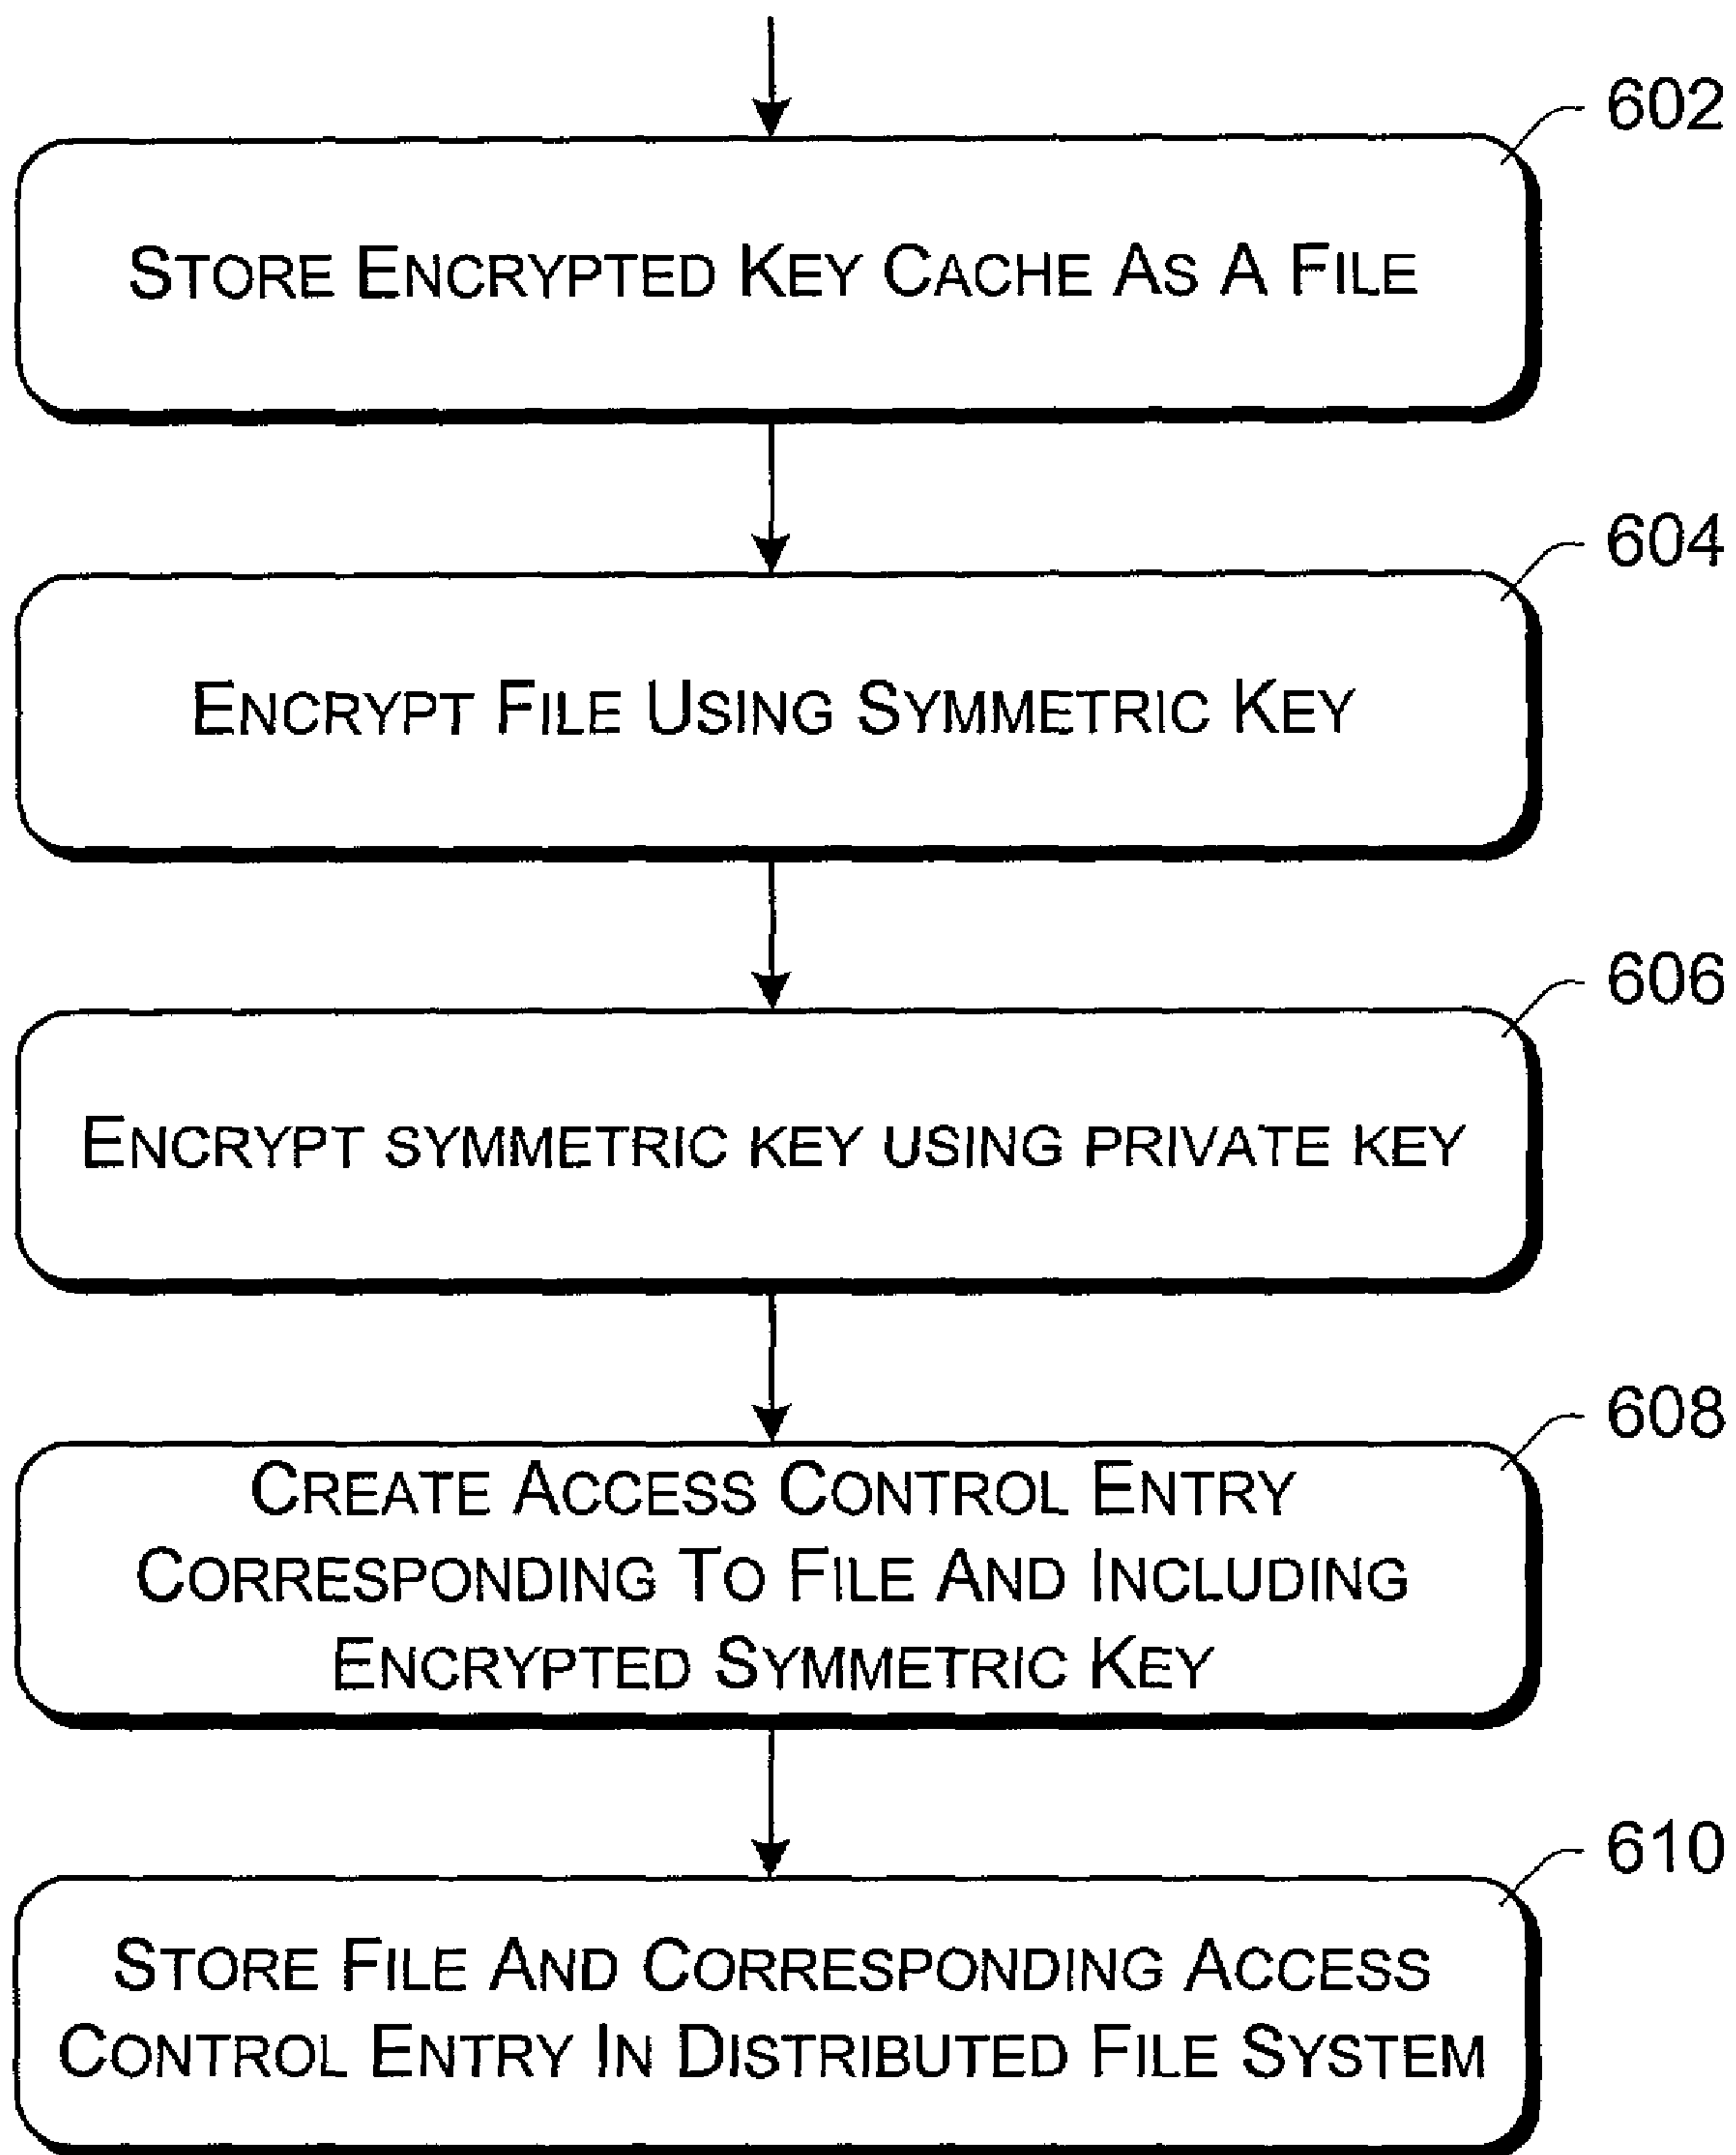 602
STORE ENCRYPTED KEY CACHE AS A FILE
604
ENCRYPT FILE USING SYMMETRIC KEY
606
ENCRYPT SYMMETRIC KEY USING PRIVATE KEY
608
CREATE ACCESS CONTROL ENTRY
CORRESPONDING TO FILE AND INCLUDING
ENCRYPTED SYMMETRIC KEY
610
STORE FILE AND CORRESPONDING ACCESS
CONTROL ENTRY IN DISTRIBUTED FILE SYSTEM